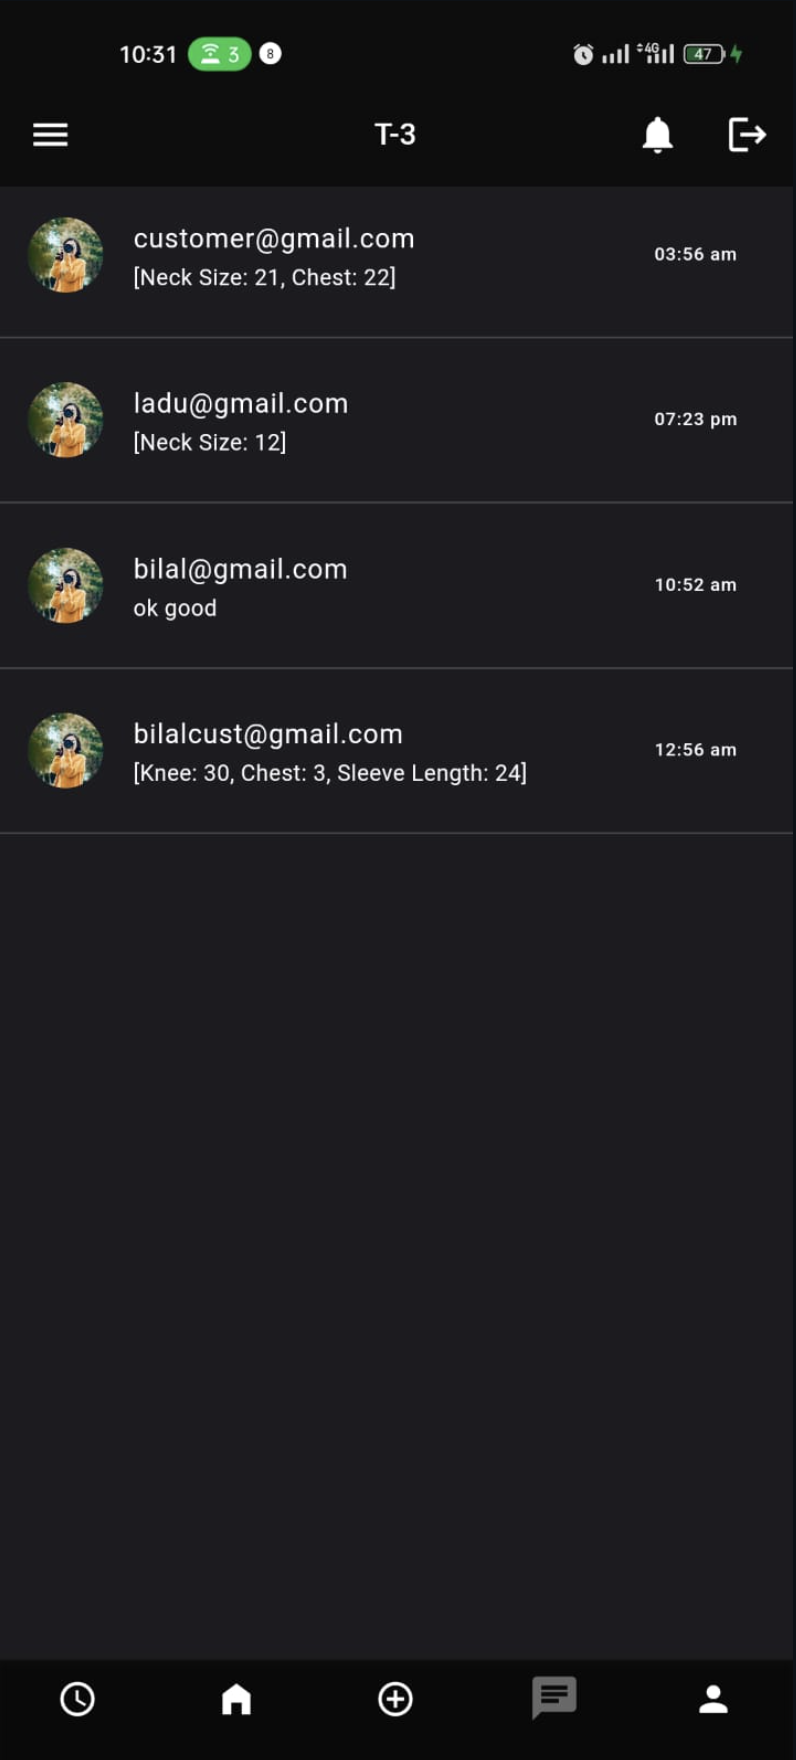 10:31 3 8 4G 47
T-3
customer@gmail.com
[Neck Size: 21, Chest: 22]
03:56 am
ladu@gmail.com
[Neck Size: 12]
07:23 pm
bilal@gmail.com
ok good
10:52 am
bilalcust@gmail.com
[Knee: 30, Chest: 3, Sleeve Length: 24]
12:56 am